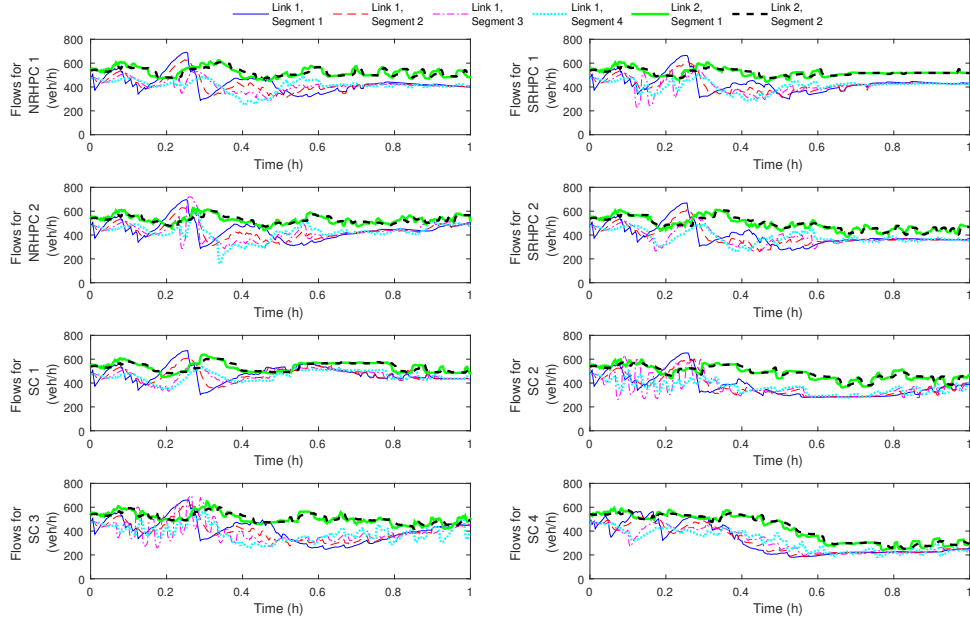 Link 1, Segment 1
Link 1, Segment 2
Link 1, Segment 3
Link 1, Segment 4
Link 2, Segment 1
Link 2, Segment 2
Flows for NRHPC 1 (veh/h)
800
600
400
200
0
0 0.2 0.4 0.6 0.8 1
Time (h)
Flows for SRHPC 1 (veh/h)
800
600
400
200
0
0 0.2 0.4 0.6 0.8 1
Time (h)
Flows for NRHPC 2 (veh/h)
800
600
400
200
0
0 0.2 0.4 0.6 0.8 1
Time (h)
Flows for SRHPC 2 (veh/h)
800
600
400
200
0
0 0.2 0.4 0.6 0.8 1
Time (h)
Flows for SC 1 (veh/h)
800
600
400
200
0
0 0.2 0.4 0.6 0.8 1
Time (h)
Flows for SC 2 (veh/h)
800
600
400
200
0
0 0.2 0.4 0.6 0.8 1
Time (h)
Flows for SC 3 (veh/h)
800
600
400
200
0
0 0.2 0.4 0.6 0.8 1
Time (h)
Flows for SC 4 (veh/h)
800
600
400
200
0
0 0.2 0.4 0.6 0.8 1
Time (h)